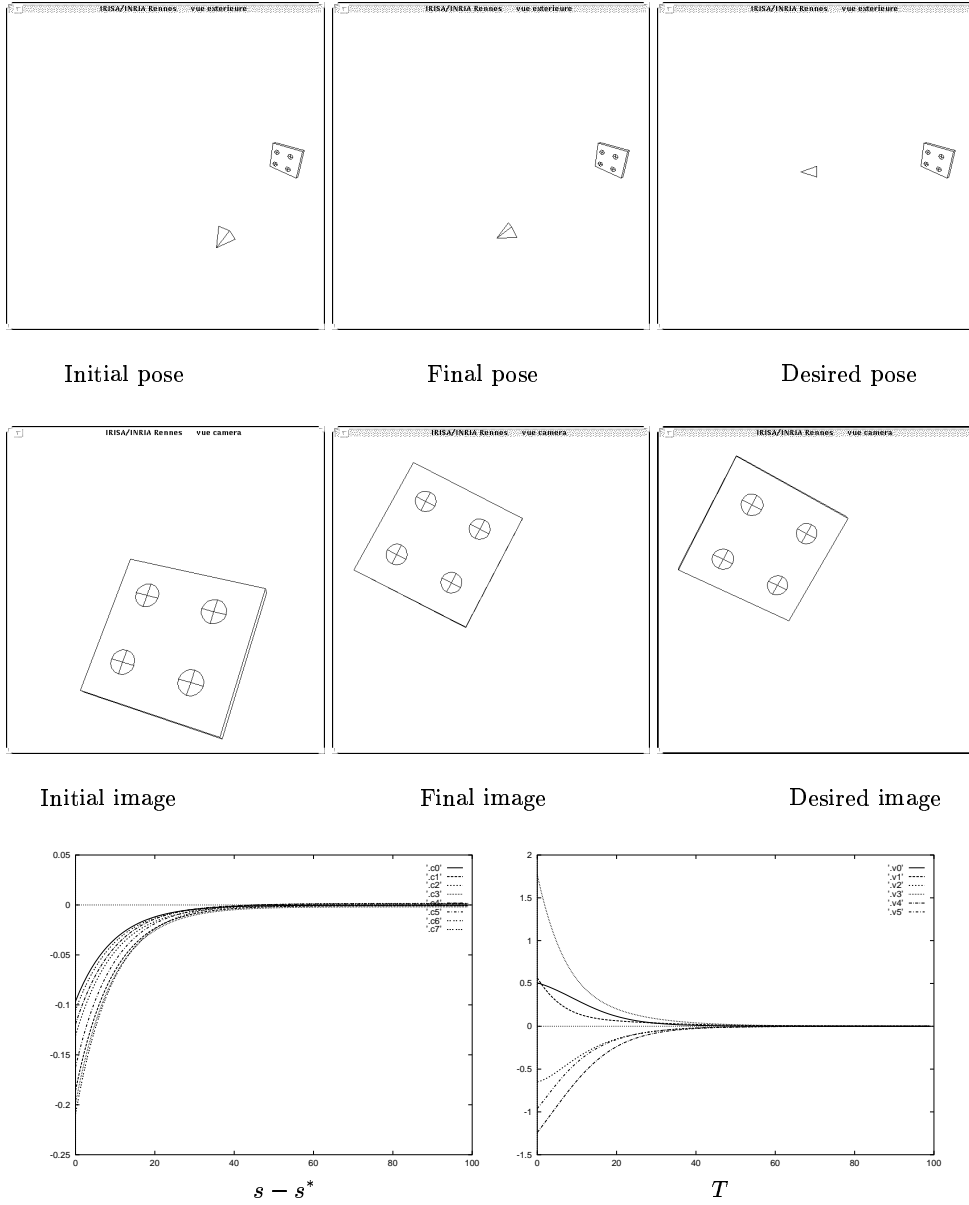 IRISA/INRIA Rennes vue exterieure
IRISA/INRIA Rennes vue exterieure
IRISA/INRIA Rennes vue exterieure
Initial pose
Final pose
Desired pose
IRISA/INRIA Rennes vue camera
IRISA/INRIA Rennes vue camera
IRISA/INRIA Rennes vue camera
Initial image
Final image
Desired image
0.05
0
-0.05
-0.1
-0.15
-0.2
-0.25
0 20 40 60 80 100
'.c0'
'.c1'
'.c2'
'.c3'
'.c4'
'.c5'
'.c6'
'.c7'
s − s*
2
1.5
1
0.5
0
-0.5
-1
-1.5
0 20 40 60 80 100
'.v0'
'.v1'
'.v2'
'.v3'
'.v4'
'.v5'
T